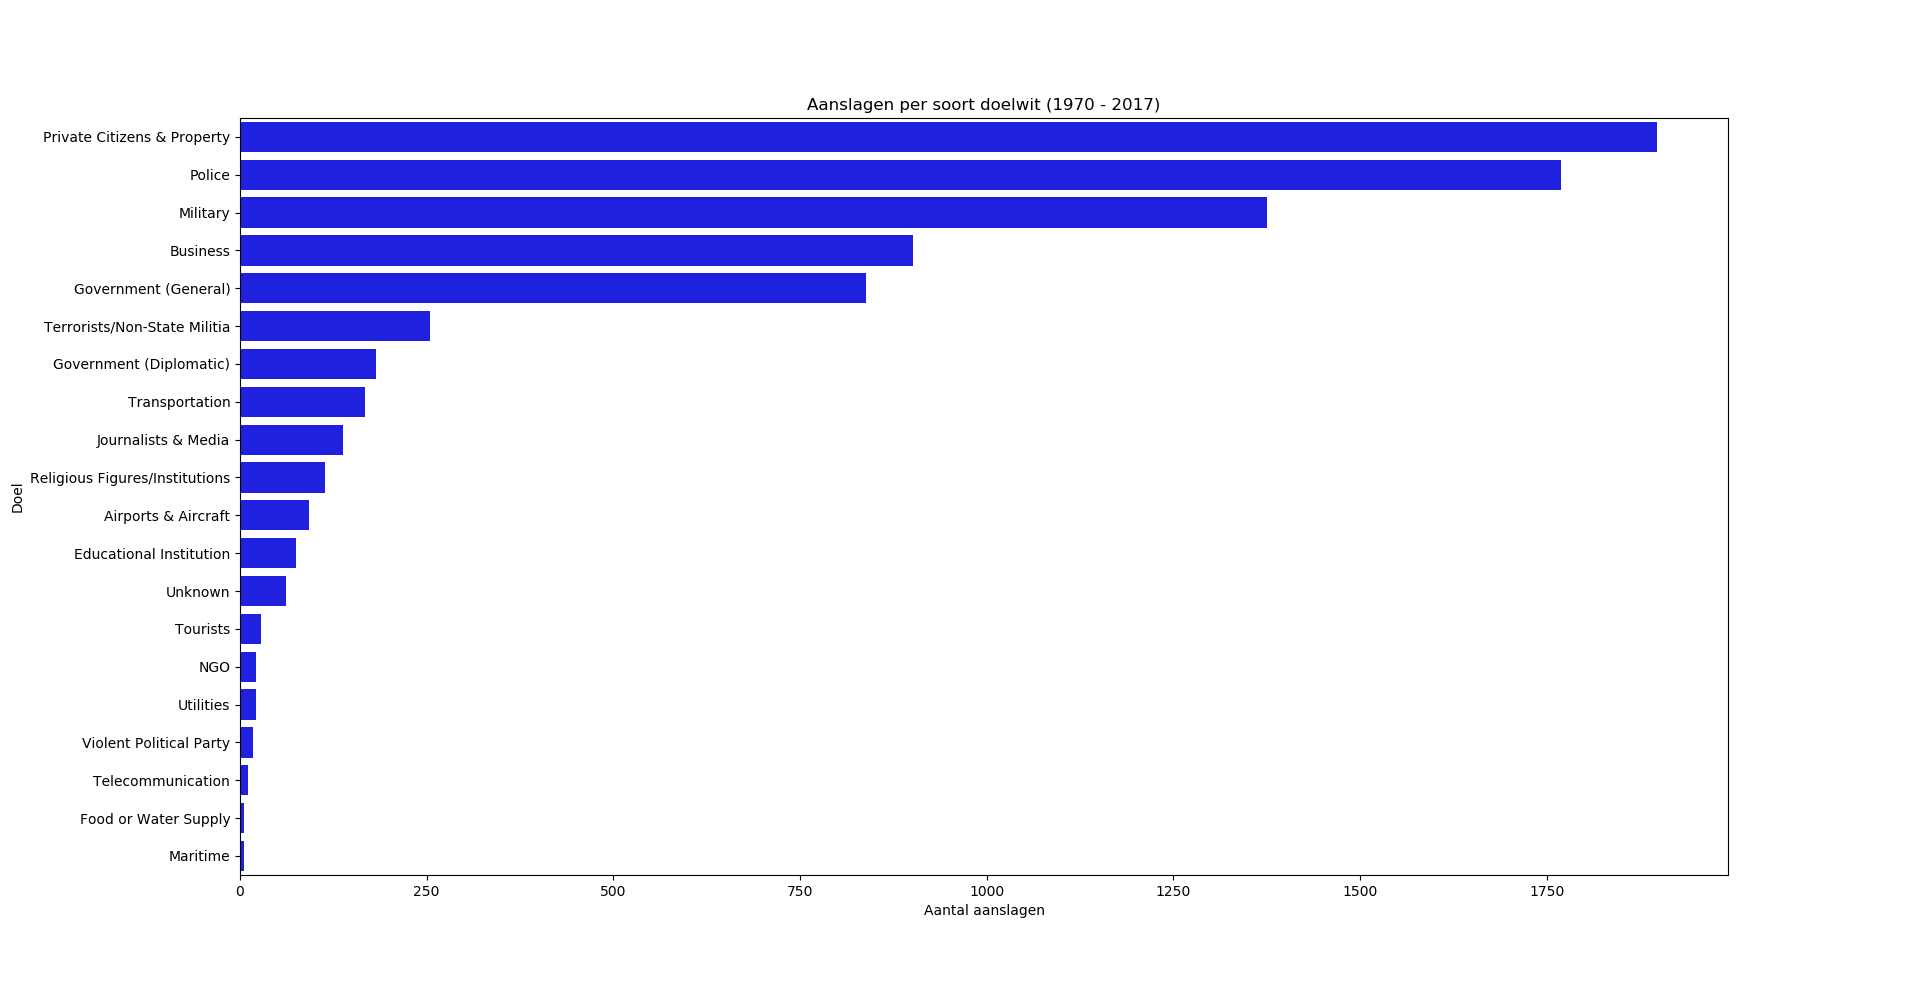 Aanslagen per soort doelwit (1970 - 2017)
Private Citizens & Property
Police
Military
Business
Government (General)
Terrorists/Non-State Militia
Government (Diplomatic)
Transportation
Journalists & Media
Religious Figures/Institutions
Airports & Aircraft
Educational Institution
Unknown
Tourists
NGO
Utilities
Violent Political Party
Telecommunication
Food or Water Supply
Maritime
Doel
0 250 500 750 1000 1250 1500 1750
Aantal aanslagen